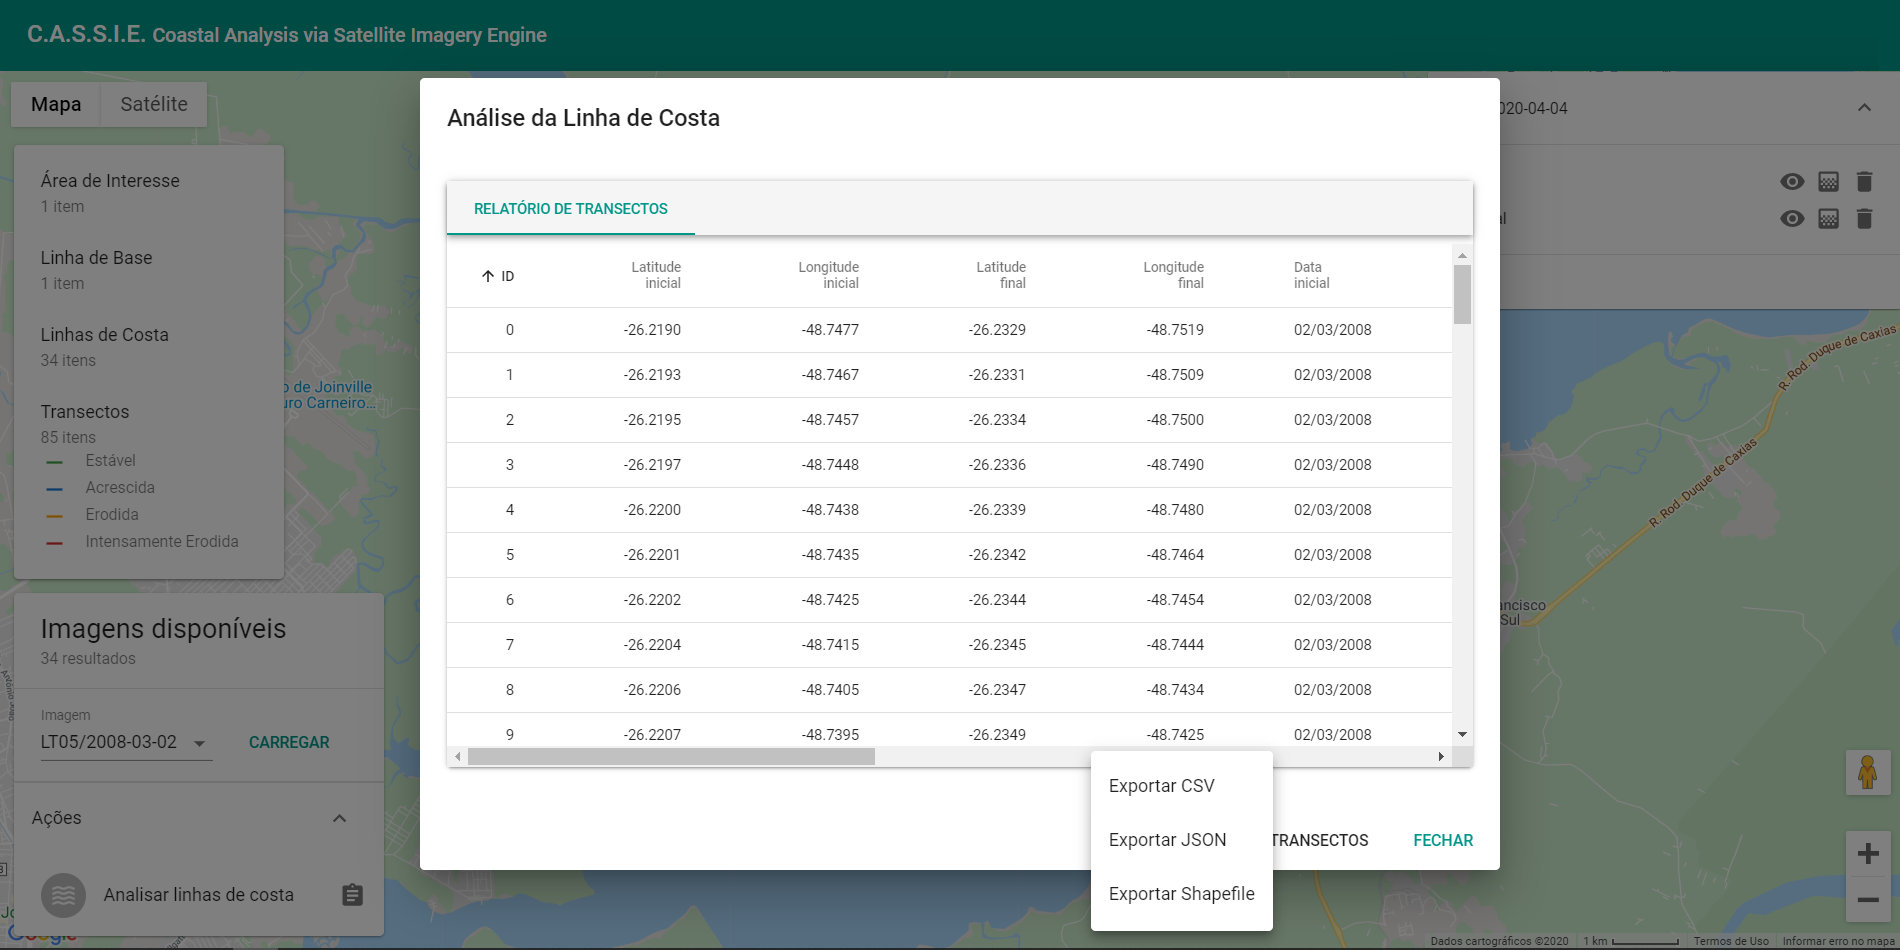 C.A.S.S.I.E. Coastal Analysis via Satellite Imagery Engine
Mapa
Satélite
Área de Interesse
1 item
Linha de Base
1 item
Linhas de Costa
34 itens
Transectos
85 itens
Estável
Acrescida
Erodida
Intensamente Erodida
o de Joinville
uro Carneiro...
Imagens disponíveis
34 resultados
Imagem
LT05/2008-03-02
CARREGAR
Ações
Analisar linhas de costa
Google
Análise da Linha de Costa
RELATÓRIO DE TRANSECTOS
ID Latitude inicial Longitude inicial Latitude final Longitude final Data inicial
0 -26.2190 -48.7477 -26.2329 -48.7519 02/03/2008
1 -26.2193 -48.7467 -26.2331 -48.7509 02/03/2008
2 -26.2195 -48.7457 -26.2334 -48.7500 02/03/2008
3 -26.2197 -48.7448 -26.2336 -48.7490 02/03/2008
4 -26.2200 -48.7438 -26.2339 -48.7480 02/03/2008
5 -26.2201 -48.7435 -26.2342 -48.7464 02/03/2008
6 -26.2202 -48.7425 -26.2344 -48.7454 02/03/2008
7 -26.2204 -48.7415 -26.2345 -48.7444 02/03/2008
8 -26.2206 -48.7405 -26.2347 -48.7434 02/03/2008
9 -26.2207 -48.7395 -26.2349 -48.7425 02/03/2008
Exportar CSV
Exportar JSON
Exportar Shapefile
TRANSECTOS
FECHAR
020-04-04
al
R. Rod. Duque de Caxias
R. Rod. Duque de Caxias
ancisco
Sul
Dados cartográficos ©2020
1 km
Termos de Uso
Informar erro no mapa